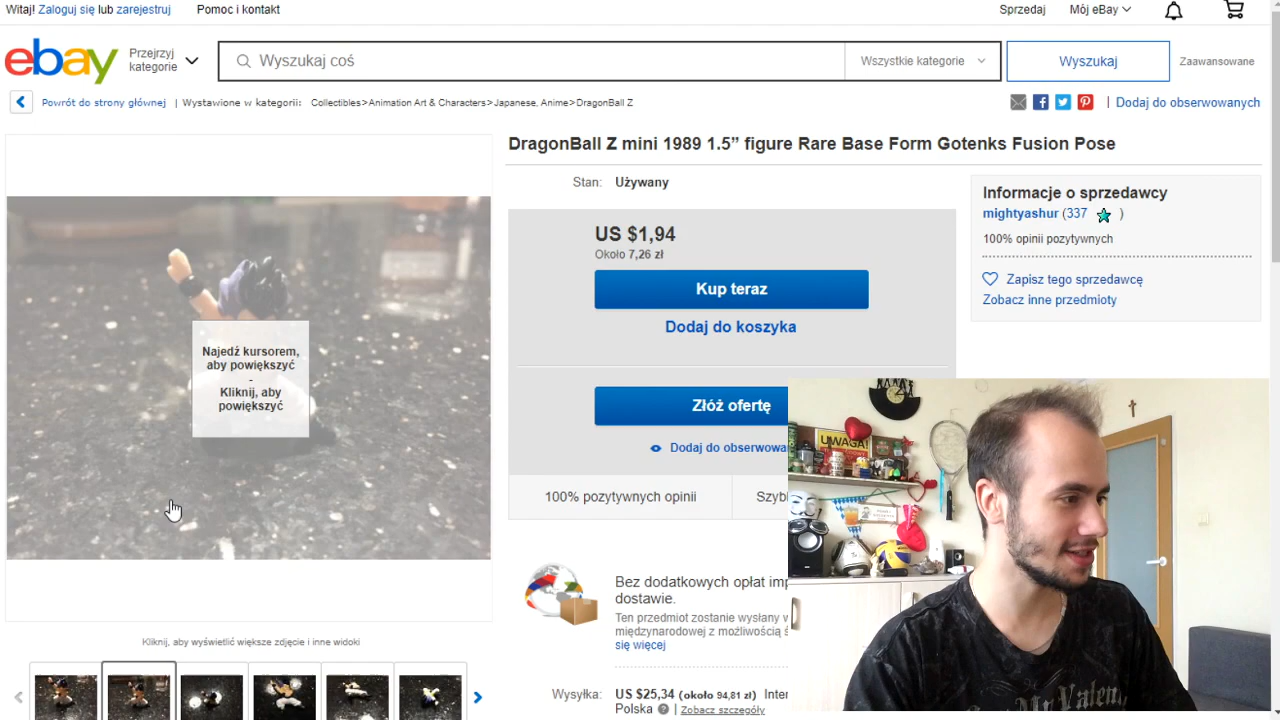 Witaj! Zaloguj się lub zarejestruj
Pomoc i kontakt
Sprzedaj
Mój eBay
ebay
Przejrzyj
kategorie
Wyszukaj coś
Wszystkie kategorie
Wyszukaj
Zaawansowane
Powrót do strony głównej | Wystawione w kategorii: Collectibles>Animation Art & Characters>Japanese, Anime>DragonBall Z
| Dodaj do obserwowanych
DragonBall Z mini 1989 1.5” figure Rare Base Form Gotenks Fusion Pose
Stan: Używany
Informacje o sprzedawcy
mightyashur (337 )
100% opinii pozytywnych
Zapisz tego sprzedawcę
Zobacz inne przedmioty
US $1,94
Około 7,26 zł
Kup teraz
Dodaj do koszyka
Złóż ofertę
Dodaj do obserwowa
100% pozytywnych opinii
Szyb
Najedź kursorem,
aby powiększyć
-
Kliknij, aby
powiększyć
Kliknij, aby wyświetlić większe zdjęcie i inne widoki
Bez dodatkowych opłat imp
dostawie.
Ten przedmiot zostanie wysłany w
międzynarodowej z możliwością ś
się więcej
Wysyłka: US $25,34 (około 94,81 zł) Inter
Polska | Zobacz szczegóły
UWAGA!